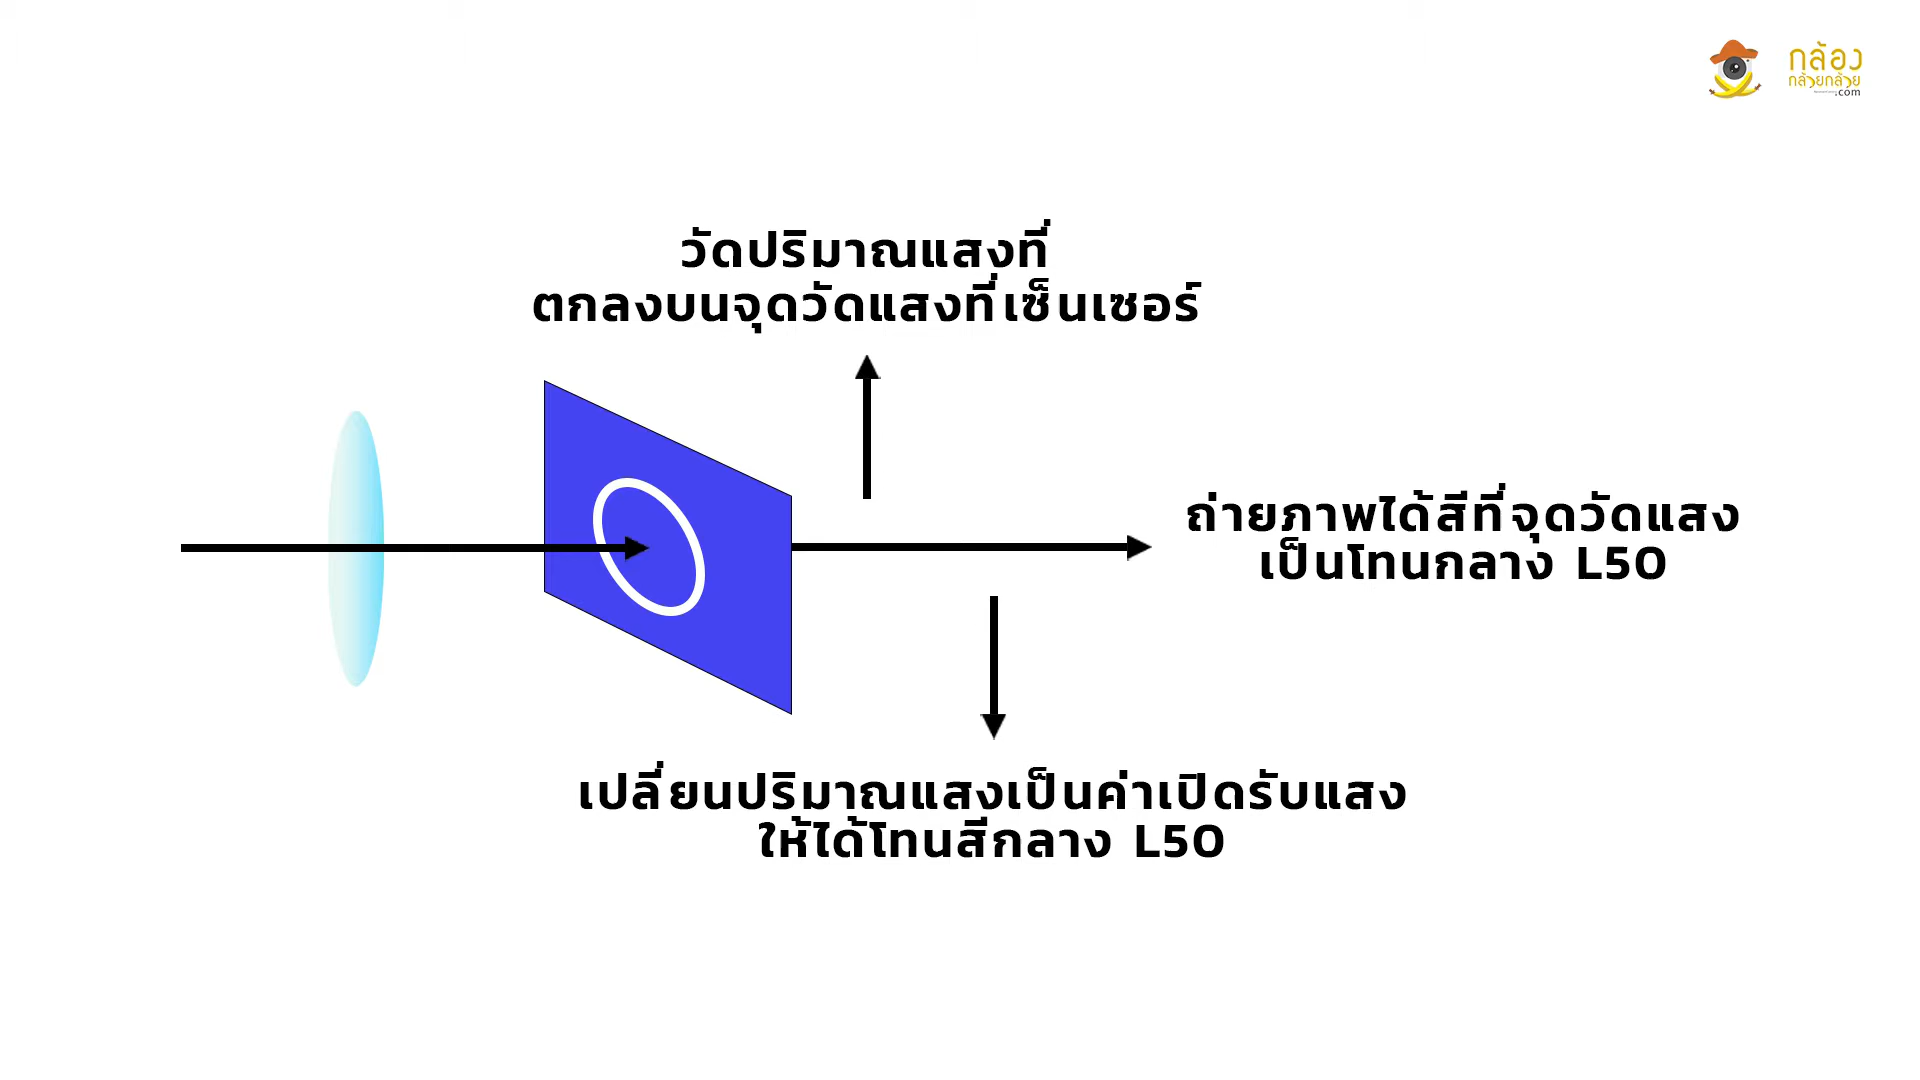 กล้อง
กล้วยกล้วย
.com
วัดปริมาณแสงที่
ตกลงบนจุดวัดแสงที่เซ็นเซอร์
ถ่ายภาพได้สีที่จุดวัดแสง
เป็นโทนกลาง L50
เปลี่ยนปริมาณแสงเป็นค่าเปิดรับแสง
ให้ได้โทนสีกลาง L50